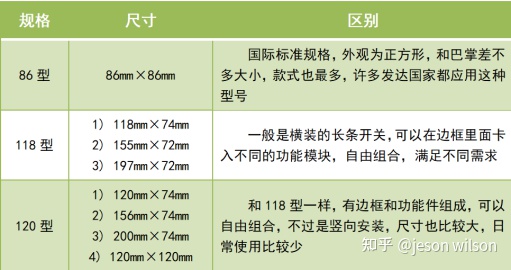 规格 尺寸 区别
国际标准规格，外观为正方形，和巴掌差不
86 型 86mm×86mm 多大小，款式也最多，许多发达国家都应用这种
型号
1) 118mm×74mm
118 型 2) 155mm×72mm 一般是横装的长条开关，可以在边框里面卡
3) 197mm×72mm 入不同的功能模块，自由组合，满足不同需求
1) 120mm×74mm 和 118 型一样，有边框和功能件组成，可以
120 型 2) 156mm×74mm 自由组合，不过是竖向安装，尺寸也比较大，日
3) 200mm×74mm 常使用比较少
4) 120mm×120mm
知乎 @jeson wilson